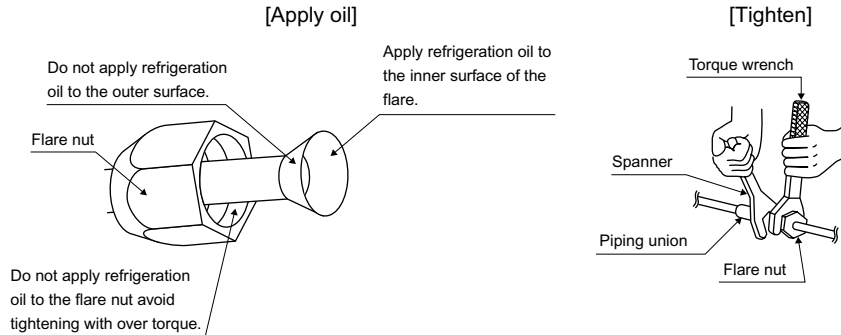 [Apply oil]
Do not apply refrigeration
oil to the outer surface.
Apply refrigeration oil to
the inner surface of the
flare.
Flare nut
Do not apply refrigeration
oil to the flare nut avoid
tightening with over torque.
[Tighten]
Torque wrench
Spanner
Piping union
Flare nut